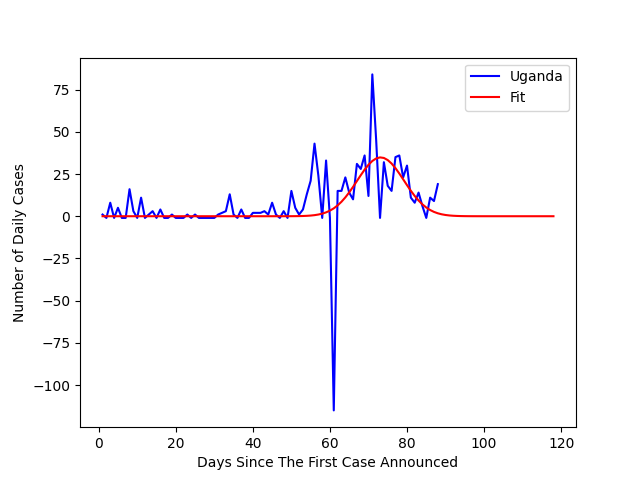 Uganda
Fit
75
50
25
0
−25
−50
−75
−100
Number of Daily Cases
0 20 40 60 80 100 120
Days Since The First Case Announced